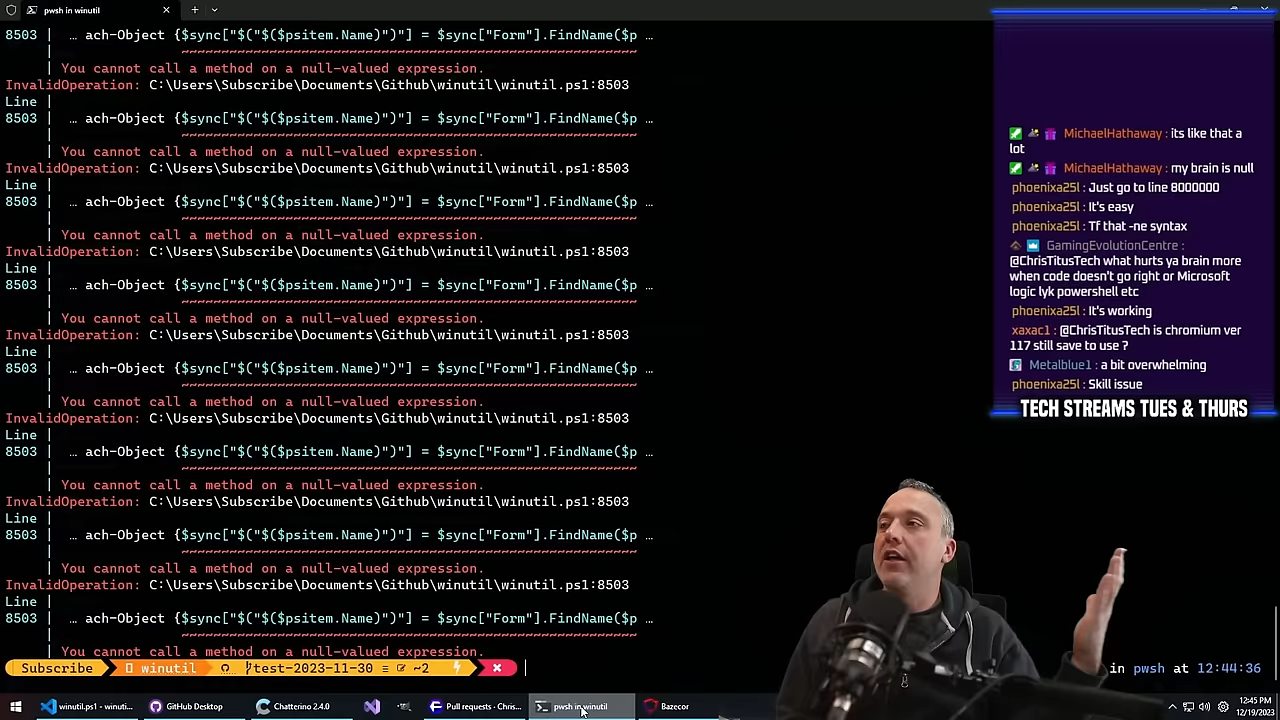 pwsh in winutil
8503 | … ach-Object {$sync["$("$($psitem.Name)")"] = $sync["Form"].FindName($p …
| ~~~~~~~~~~~~~~~~~~~~~~~~~~~~~~~~~~~~~~~~~~~~~~~~~~~~~~~~~
| You cannot call a method on a null-valued expression.
InvalidOperation: C:\Users\Subscribe\Documents\Github\winutil\winutil.ps1:8503
Line |
8503 | … ach-Object {$sync["$("$($psitem.Name)")"] = $sync["Form"].FindName($p …
| ~~~~~~~~~~~~~~~~~~~~~~~~~~~~~~~~~~~~~~~~~~~~~~~~~~~~~~~~~
| You cannot call a method on a null-valued expression.
InvalidOperation: C:\Users\Subscribe\Documents\Github\winutil\winutil.ps1:8503
Line |
8503 | … ach-Object {$sync["$("$($psitem.Name)")"] = $sync["Form"].FindName($p …
| ~~~~~~~~~~~~~~~~~~~~~~~~~~~~~~~~~~~~~~~~~~~~~~~~~~~~~~~~~
| You cannot call a method on a null-valued expression.
InvalidOperation: C:\Users\Subscribe\Documents\Github\winutil\winutil.ps1:8503
Line |
8503 | … ach-Object {$sync["$("$($psitem.Name)")"] = $sync["Form"].FindName($p …
| ~~~~~~~~~~~~~~~~~~~~~~~~~~~~~~~~~~~~~~~~~~~~~~~~~~~~~~~~~
| You cannot call a method on a null-valued expression.
InvalidOperation: C:\Users\Subscribe\Documents\Github\winutil\winutil.ps1:8503
Line |
8503 | … ach-Object {$sync["$("$($psitem.Name)")"] = $sync["Form"].FindName($p …
| ~~~~~~~~~~~~~~~~~~~~~~~~~~~~~~~~~~~~~~~~~~~~~~~~~~~~~~~~~
| You cannot call a method on a null-valued expression.
InvalidOperation: C:\Users\Subscribe\Documents\Github\winutil\winutil.ps1:8503
Line |
8503 | … ach-Object {$sync["$("$($psitem.Name)")"] = $sync["Form"].FindName($p …
| ~~~~~~~~~~~~~~~~~~~~~~~~~~~~~~~~~~~~~~~~~~~~~~~~~~~~~~~~~
| You cannot call a method on a null-valued expression.
InvalidOperation: C:\Users\Subscribe\Documents\Github\winutil\winutil.ps1:8503
Line |
8503 | … ach-Object {$sync["$("$($psitem.Name)")"] = $sync["Form"].FindName($p …
| ~~~~~~~~~~~~~~~~~~~~~~~~~~~~~~~~~~~~~~~~~~~~~~~~~~~~~~~~~
| You cannot call a method on a null-valued expression.
InvalidOperation: C:\Users\Subscribe\Documents\Github\winutil\winutil.ps1:8503
Line |
8503 | … ach-Object {$sync["$("$($psitem.Name)")"] = $sync["Form"].FindName($p …
| ~~~~~~~~~~~~~~~~~~~~~~~~~~~~~~~~~~~~~~~~~~~~~~~~~~~~~~~~~
| You cannot call a method on a null-valued expression.
Subscribe winutil test-2023-11-30 ≡ ~2 in pwsh at 12:44:36
MichaelHathaway : its like that a
lot
MichaelHathaway : my brain is null
phoenixa25l : Just go to line 8000000
phoenixa25l : It's easy
phoenixa25l : Tf that -ne syntax
GamingEvolutionCentre :
@ChrisTitusTech what hurts ya brain more
when code doesn't go right or Microsoft
logic lyk powershell etc
phoenixa25l : It's working
xaxac1 : @ChrisTitusTech is chromium ver
117 still save to use ?
Metalblue1 : a bit overwhelming
phoenixa25l : Skill issue
TECH STREAMS TUES & THURS
winutil.ps1 - winuti...
GitHub Desktop
Chatterino 2.4.0
Pull requests · Chris...
pwsh in winutil
Bazecor
12:45 PM
12/19/2023